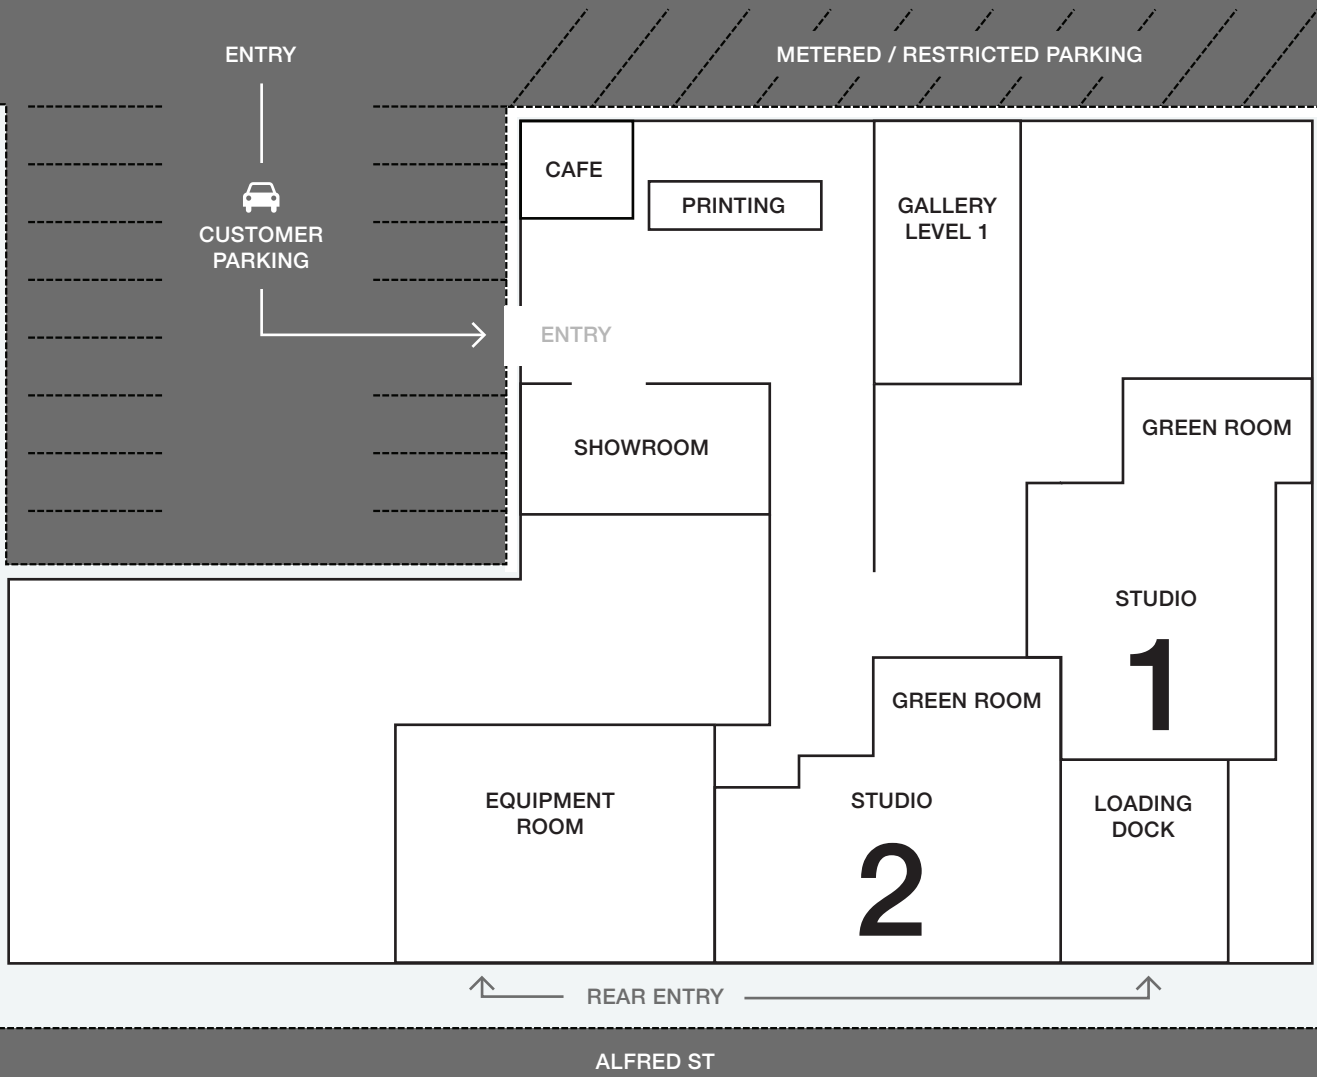 ENTRY
METERED / RESTRICTED PARKING
CAFE
PRINTING
GALLERY
LEVEL 1
CUSTOMER
PARKING
ENTRY
GREEN ROOM
SHOWROOM
STUDIO
1
GREEN ROOM
EQUIPMENT
ROOM
STUDIO
2
LOADING
DOCK
REAR ENTRY
ALFRED ST